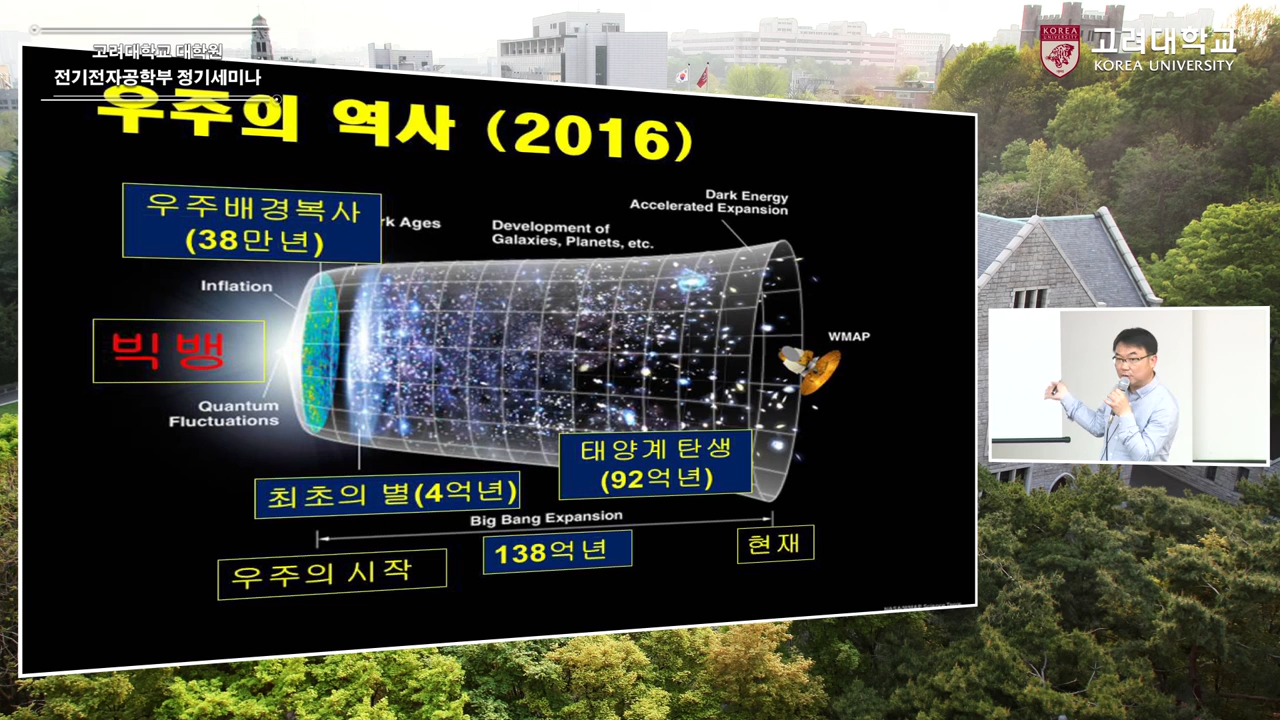 고려대학교 대학원
전기전자공학부 정기세미나
KOREA
UNIVERSITY
고려대학교
KOREA UNIVERSITY
우주의 역사 (2016)
우주배경복사
(38만년)
rk Ages
Development of
Galaxies, Planets, etc.
Dark Energy
Accelerated Expansion
Inflation
빅뱅
WMAP
Quantum
Fluctuations
태양계 탄생
(92억년)
최초의 별(4억년)
Big Bang Expansion
138억년
현재
우주의 시작